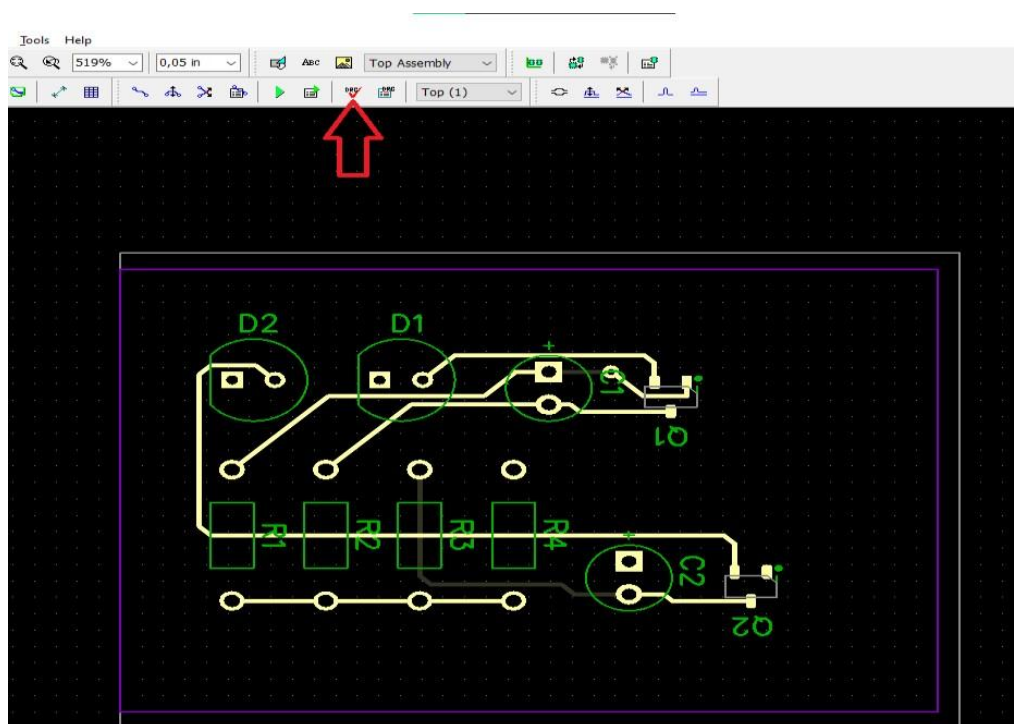 Tools Help
519% 0,05 in ABC Top Assembly
DRC Top (1)
D2 D1
+
C1
Q1
R1 R2 R3 R4
+
C2
Q2